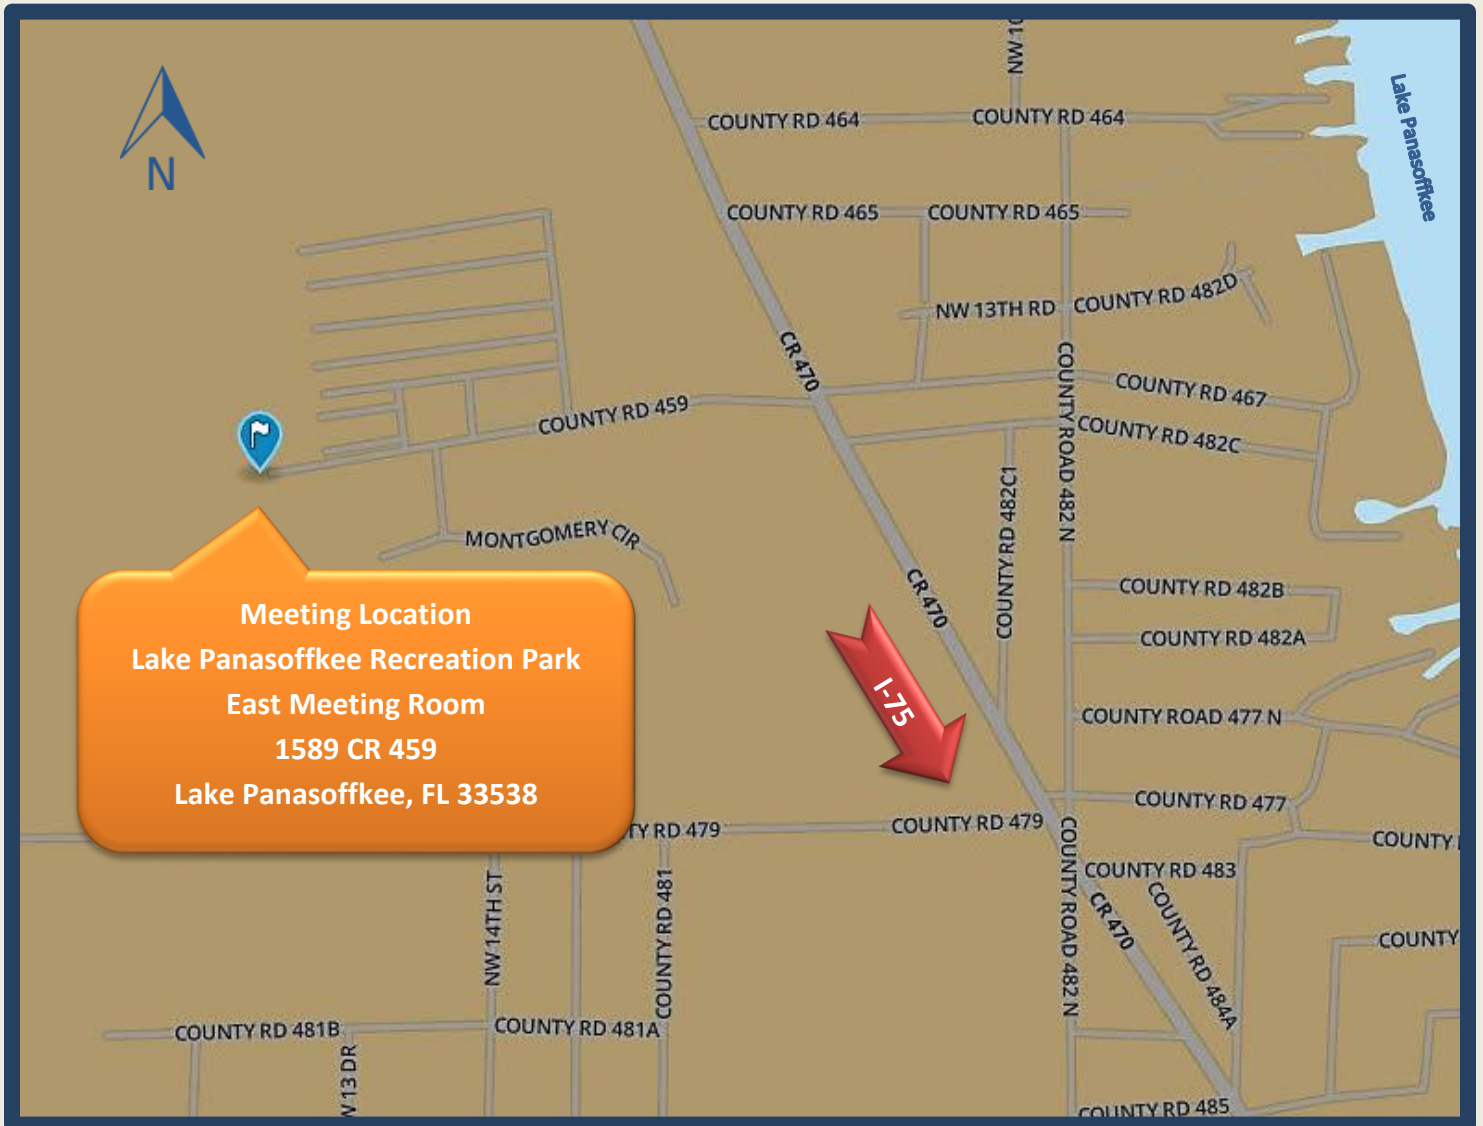 NW 10
COUNTY RD 464
COUNTY RD 464
Lake Panasoffkee
N
COUNTY RD 465
COUNTY RD 465
NW 13TH RD
COUNTY RD 482D
CR 470
COUNTY ROAD 482 N
COUNTY RD 467
COUNTY RD 459
COUNTY RD 482C
COUNTY RD 482C1
MONTGOMERY CIR
CR 470
COUNTY RD 482B
COUNTY RD 482A
Meeting Location
Lake Panasoffkee Recreation Park
East Meeting Room
1589 CR 459
Lake Panasoffkee, FL 33538
I-75
COUNTY ROAD 477 N
COUNTY RD 477
TY RD 479
COUNTY RD 479
COUNTY
COUNTY ROAD 482 N
COUNTY RD 483
CR 470
COUNTY RD 484A
NW 14TH ST
COUNTY RD 481
COUNTY
COUNTY RD 481B
COUNTY RD 481A
W 13 DR
COUNTY RD 485